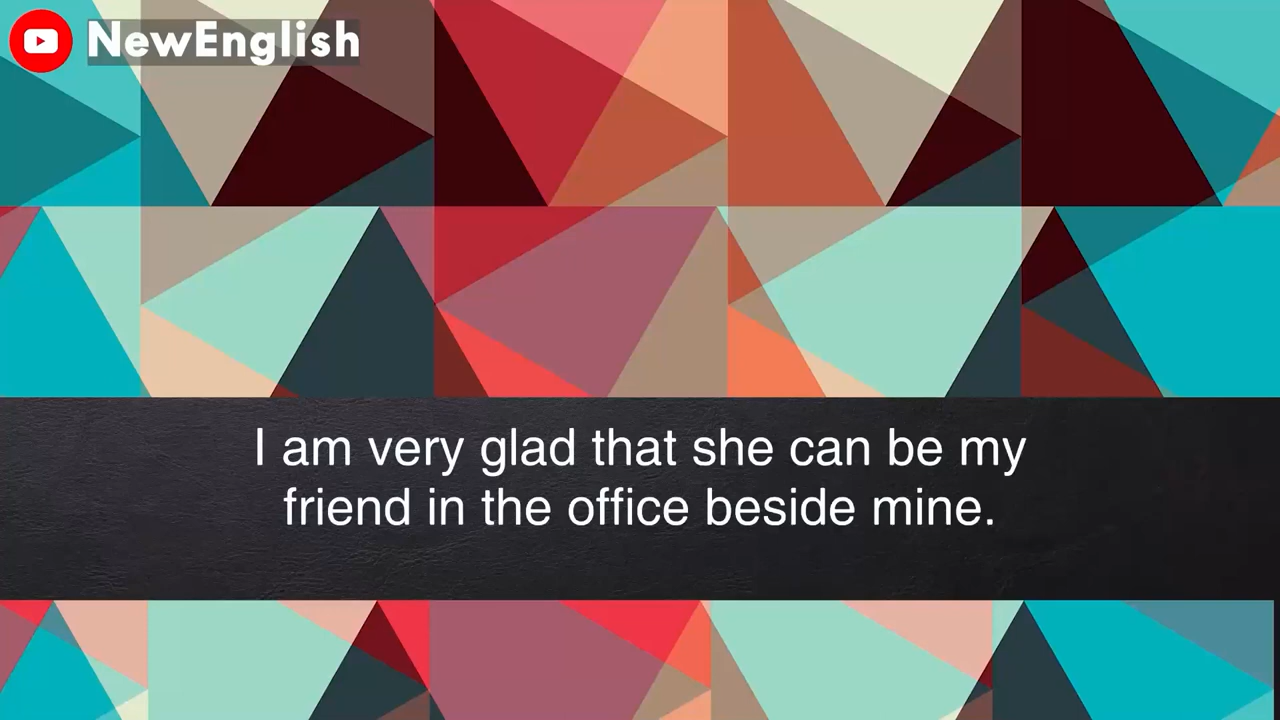 NewEnglish
I am very glad that she can be my
friend in the office beside mine.